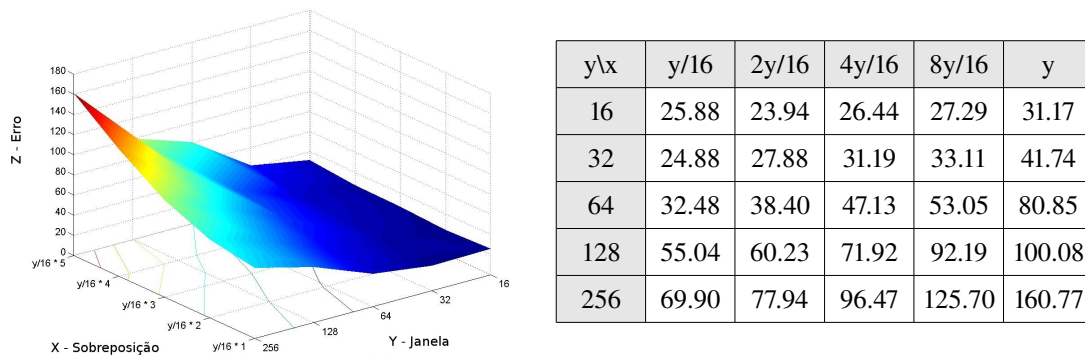 180
160
140
120
100
80
60
40
20
0
Z - Erro
y/16 * 5
y/16 * 4
y/16 * 3
y/16 * 2
y/16 * 1
X - Sobreposição
256
128
64
32
16
Y - Janela
y\x y/16 2y/16 4y/16 8y/16 y
16 25.88 23.94 26.44 27.29 31.17
32 24.88 27.88 31.19 33.11 41.74
64 32.48 38.40 47.13 53.05 80.85
128 55.04 60.23 71.92 92.19 100.08
256 69.90 77.94 96.47 125.70 160.77